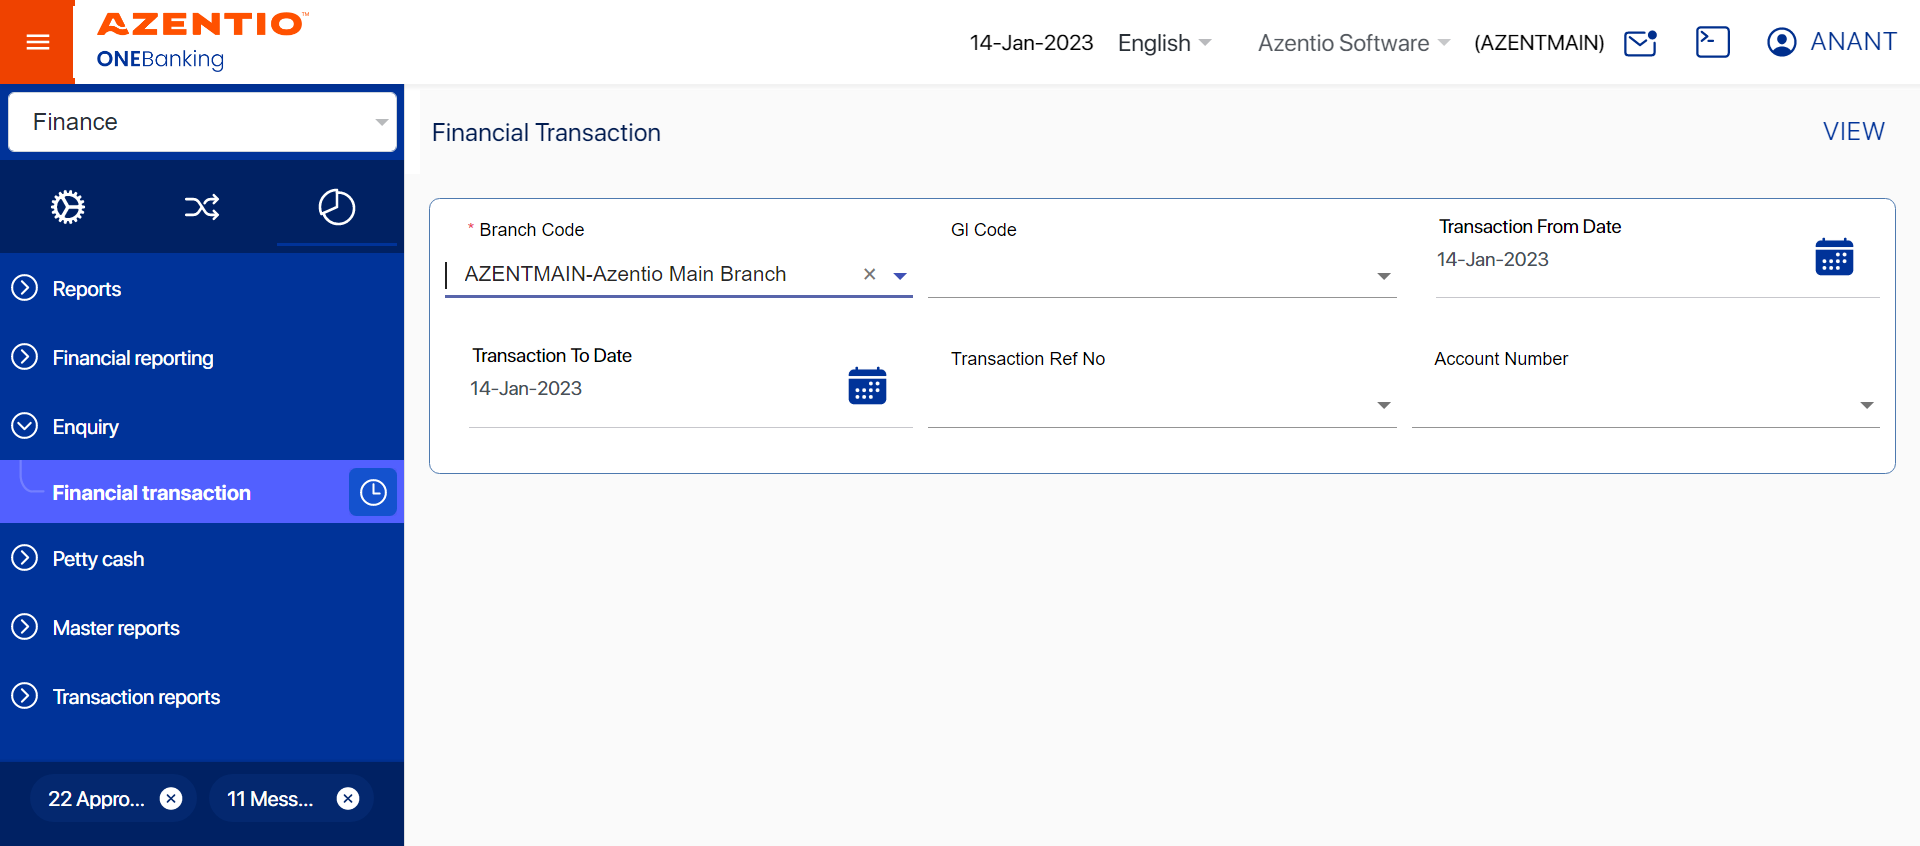 AZENTIO™
ONEBanking
14-Jan-2023 English Azentio Software (AZENTMAIN) ANANT
Finance
Financial Transaction
VIEW
* Branch Code
AZENTMAIN-Azentio Main Branch
Gl Code
Transaction From Date
14-Jan-2023
Transaction To Date
14-Jan-2023
Transaction Ref No
Account Number
Reports
Financial reporting
Enquiry
Financial transaction
Petty cash
Master reports
Transaction reports
22 Appro...
11 Mess...